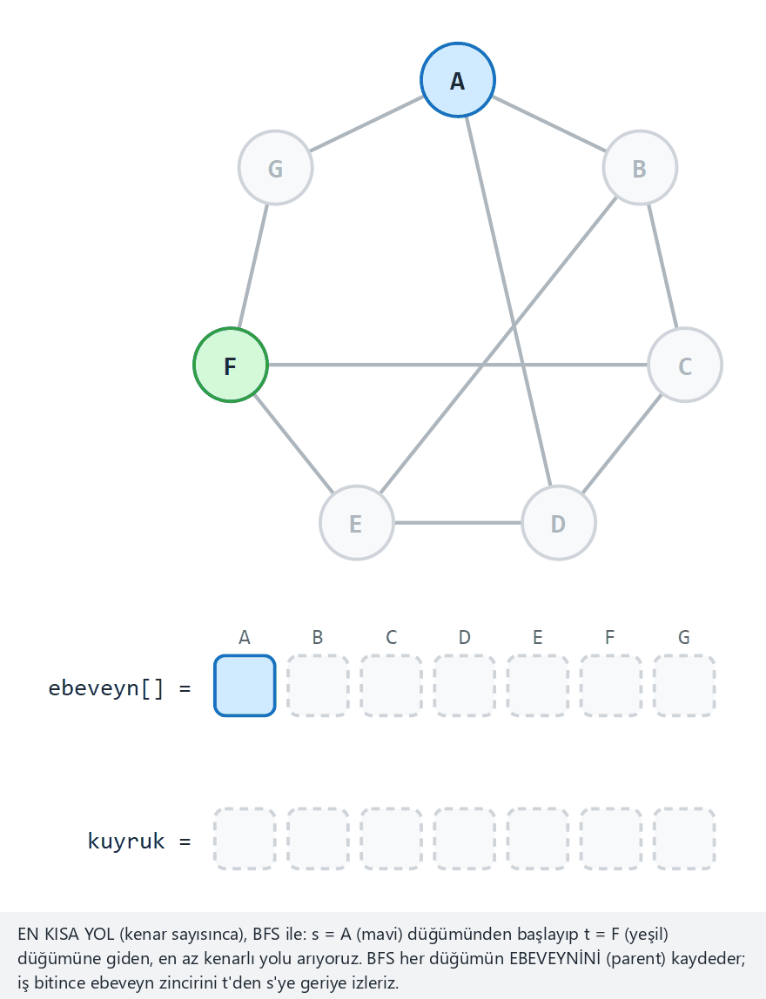 A
G
B
F
C
E
D
A B C D E F G
ebeveyn[] =
kuyruk =
EN KISA YOL (kenar sayısınca), BFS ile: s = A (mavi) düğümünden başlayıp t = F (yeşil)
düğümüne giden, en az kenarlı yolu arıyoruz. BFS her düğümün EBEVEYNİNİ (parent) kaydeder;
iş bitince ebeveyn zincirini t'den s'ye geriye izleriz.